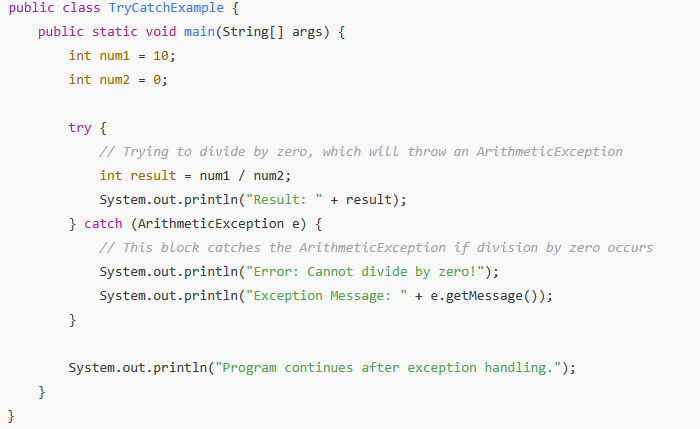 public class TryCatchExample {
    public static void main(String[] args) {
        int num1 = 10;
        int num2 = 0;

        try {
            // Trying to divide by zero, which will throw an ArithmeticException
            int result = num1 / num2;
            System.out.println("Result: " + result);
        } catch (ArithmeticException e) {
            // This block catches the ArithmeticException if division by zero occurs
            System.out.println("Error: Cannot divide by zero!");
            System.out.println("Exception Message: " + e.getMessage());
        }

        System.out.println("Program continues after exception handling.");
    }
}